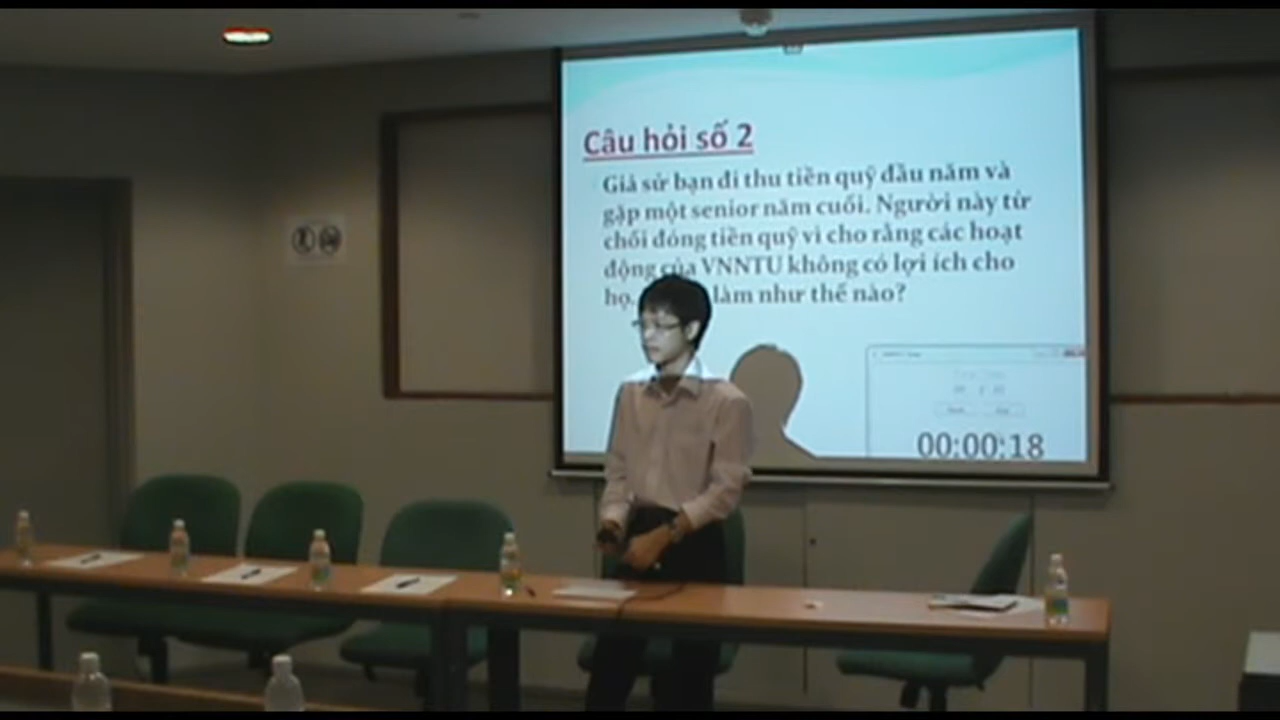 Câu hỏi số 2
Giả sử bạn đi thu tiền quỹ đầu năm và
gặp một senior năm cuối. Người này từ
chối đóng tiền quỹ vì cho rằng các hoạt
động của VNNTU không có lợi ích cho
họ. làm như thế nào?
00:00:18